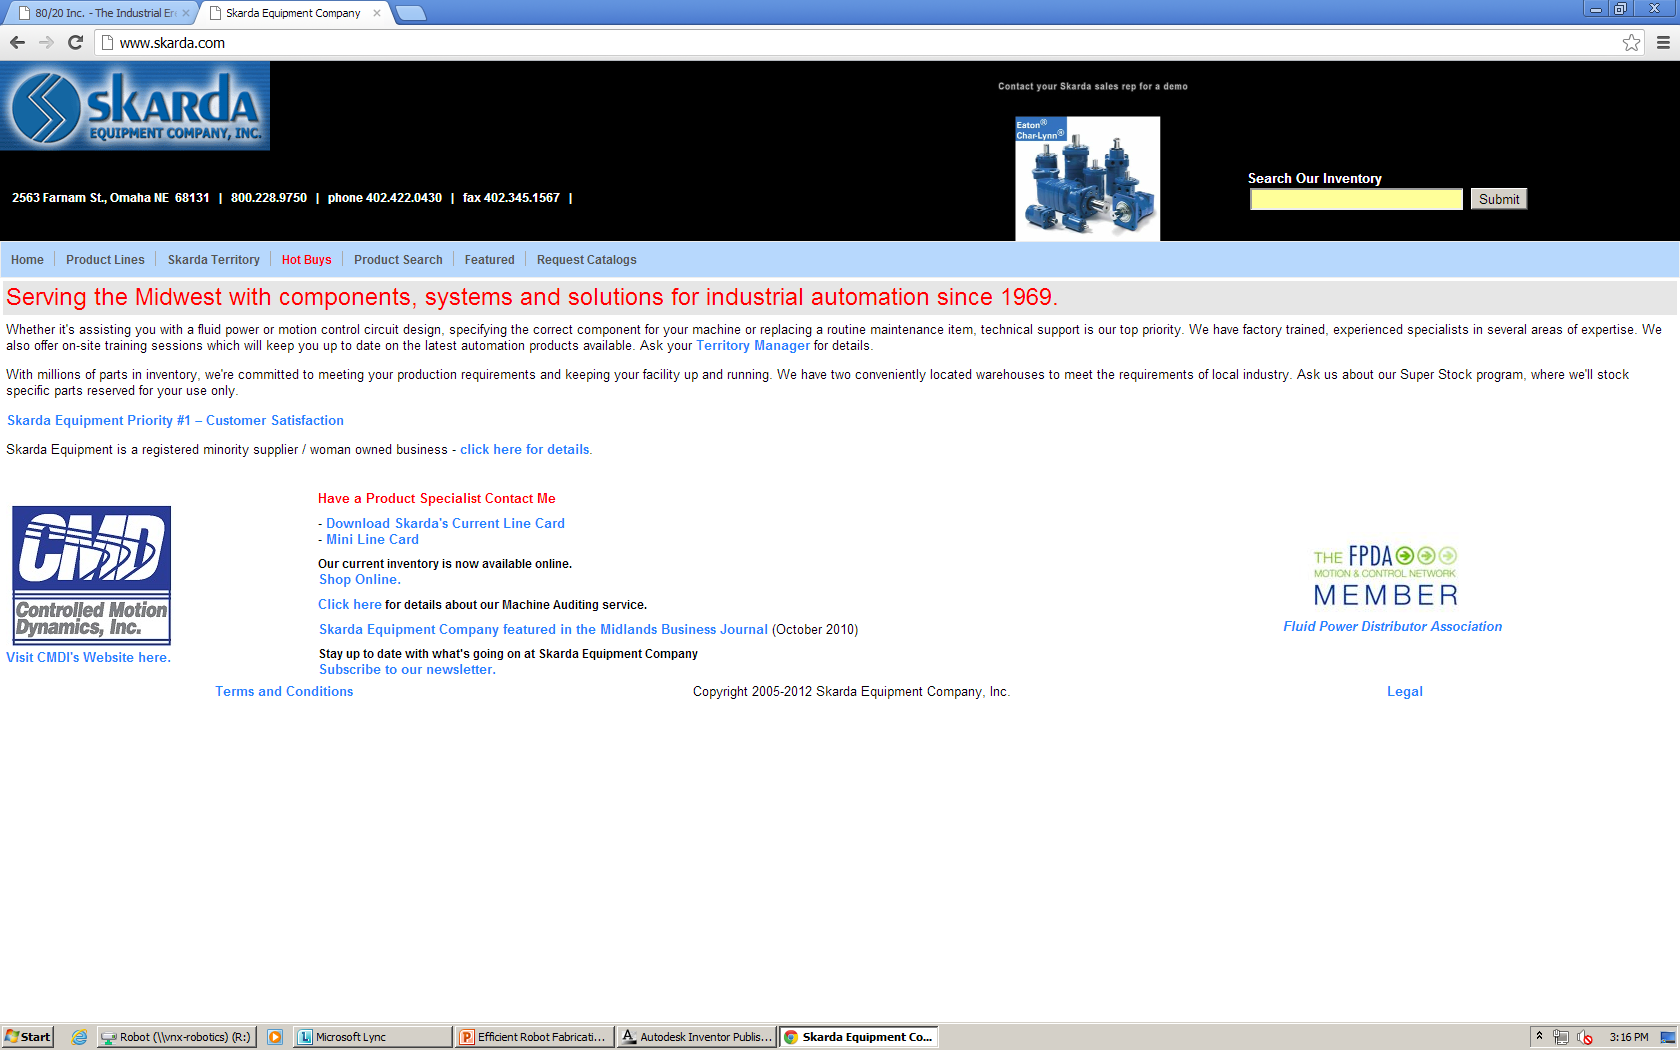 80/20 Inc. - The Industrial Er
Skarda Equipment Company
www.skarda.com
SKARDA
EQUIPMENT COMPANY, INC.
Contact your Skarda sales rep for a demo
Eaton®
Char-Lynn®
Search Our Inventory
Submit
2563 Farnam St., Omaha NE 68131 | 800.228.9750 | phone 402.422.0430 | fax 402.345.1567 |
Home Product Lines Skarda Territory Hot Buys Product Search Featured Request Catalogs
Serving the Midwest with components, systems and solutions for industrial automation since 1969.
Whether it's assisting you with a fluid power or motion control circuit design, specifying the correct component for your machine or replacing a routine maintenance item, technical support is our top priority. We have factory trained, experienced specialists in several areas of expertise. We
also offer on-site training sessions which will keep you up to date on the latest automation products available. Ask your Territory Manager for details.
With millions of parts in inventory, we're committed to meeting your production requirements and keeping your facility up and running. We have two conveniently located warehouses to meet the requirements of local industry. Ask us about our Super Stock program, where we'll stock
specific parts reserved for your use only.
Skarda Equipment Priority #1 – Customer Satisfaction
Skarda Equipment is a registered minority supplier / woman owned business - click here for details.
CMD
Controlled Motion
Dynamics, Inc.
Visit CMDI's Website here.
Have a Product Specialist Contact Me
- Download Skarda's Current Line Card
- Mini Line Card
Our current inventory is now available online.
Shop Online.
Click here for details about our Machine Auditing service.
Skarda Equipment Company featured in the Midlands Business Journal (October 2010)
Stay up to date with what's going on at Skarda Equipment Company
Subscribe to our newsletter.
THE FPDA
MOTION & CONTROL NETWORK
MEMBER
Fluid Power Distributor Association
Terms and Conditions
Copyright 2005-2012 Skarda Equipment Company, Inc.
Legal
Start
Robot (\\vnx-robotics) (R:)
Microsoft Lync
Efficient Robot Fabricati...
Autodesk Inventor Publis...
Skarda Equipment Co...
3:16 PM